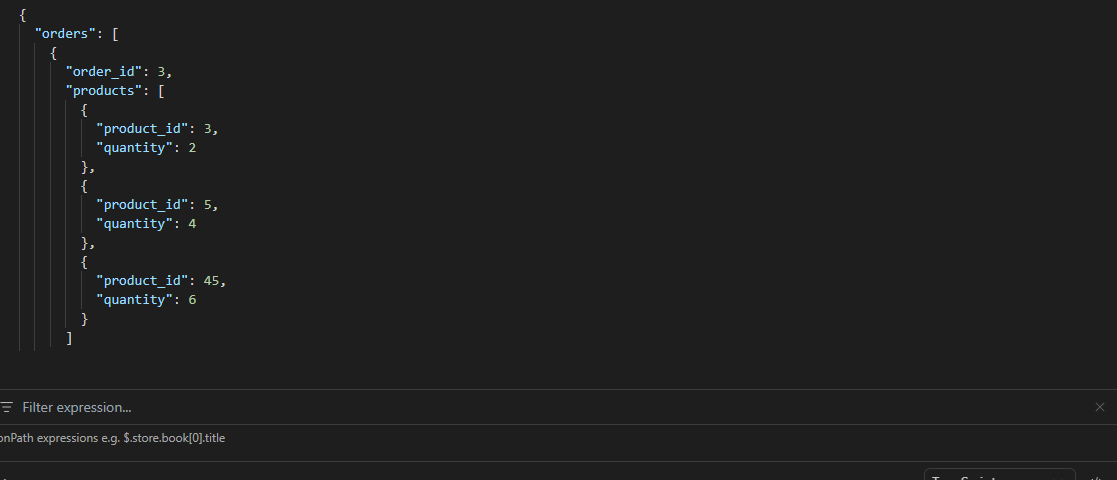 {
"orders": [
{
"order_id": 3,
"products": [
{
"product_id": 3,
"quantity": 2
},
{
"product_id": 5,
"quantity": 4
},
{
"product_id": 45,
"quantity": 6
}
]
Filter expression...
onPath expressions e.g. $.store.book[0].title